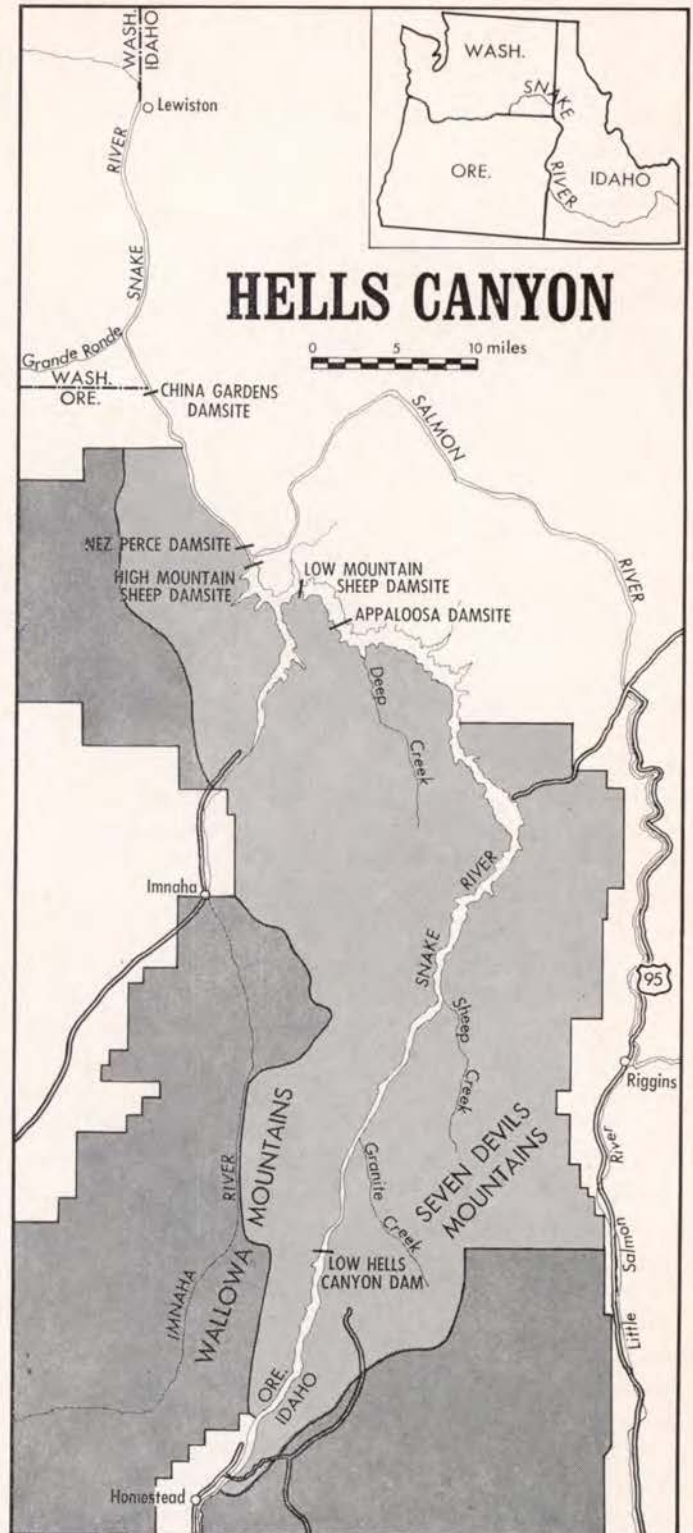 WASH.
IDAHO
Lewiston
WASH.
SNAKE
ORE.
IDAHO
RIVER
RIVER
SNAKE
HELLS CANYON
0 5 10 miles
Grande Ronde
WASH.
ORE.
CHINA GARDENS
DAMSITE
SALMON
RIVER
NEZ PERCE DAMSITE
HIGH MOUNTAIN
SHEEP DAMSITE
LOW MOUNTAIN
SHEEP DAMSITE
APPALOOSA DAMSITE
Deep
Creek
Imnaha
RIVER
SNAKE
95
Sheep
Creek
Riggins
SEVEN DEVILS
MOUNTAINS
Granite
Creek
River
Salmon
Little
MOUNTAINS
WALLOWA
RIVER
IMNAHA
LOW HELLS
CANYON DAM
ORE.
IDAHO
Homestead